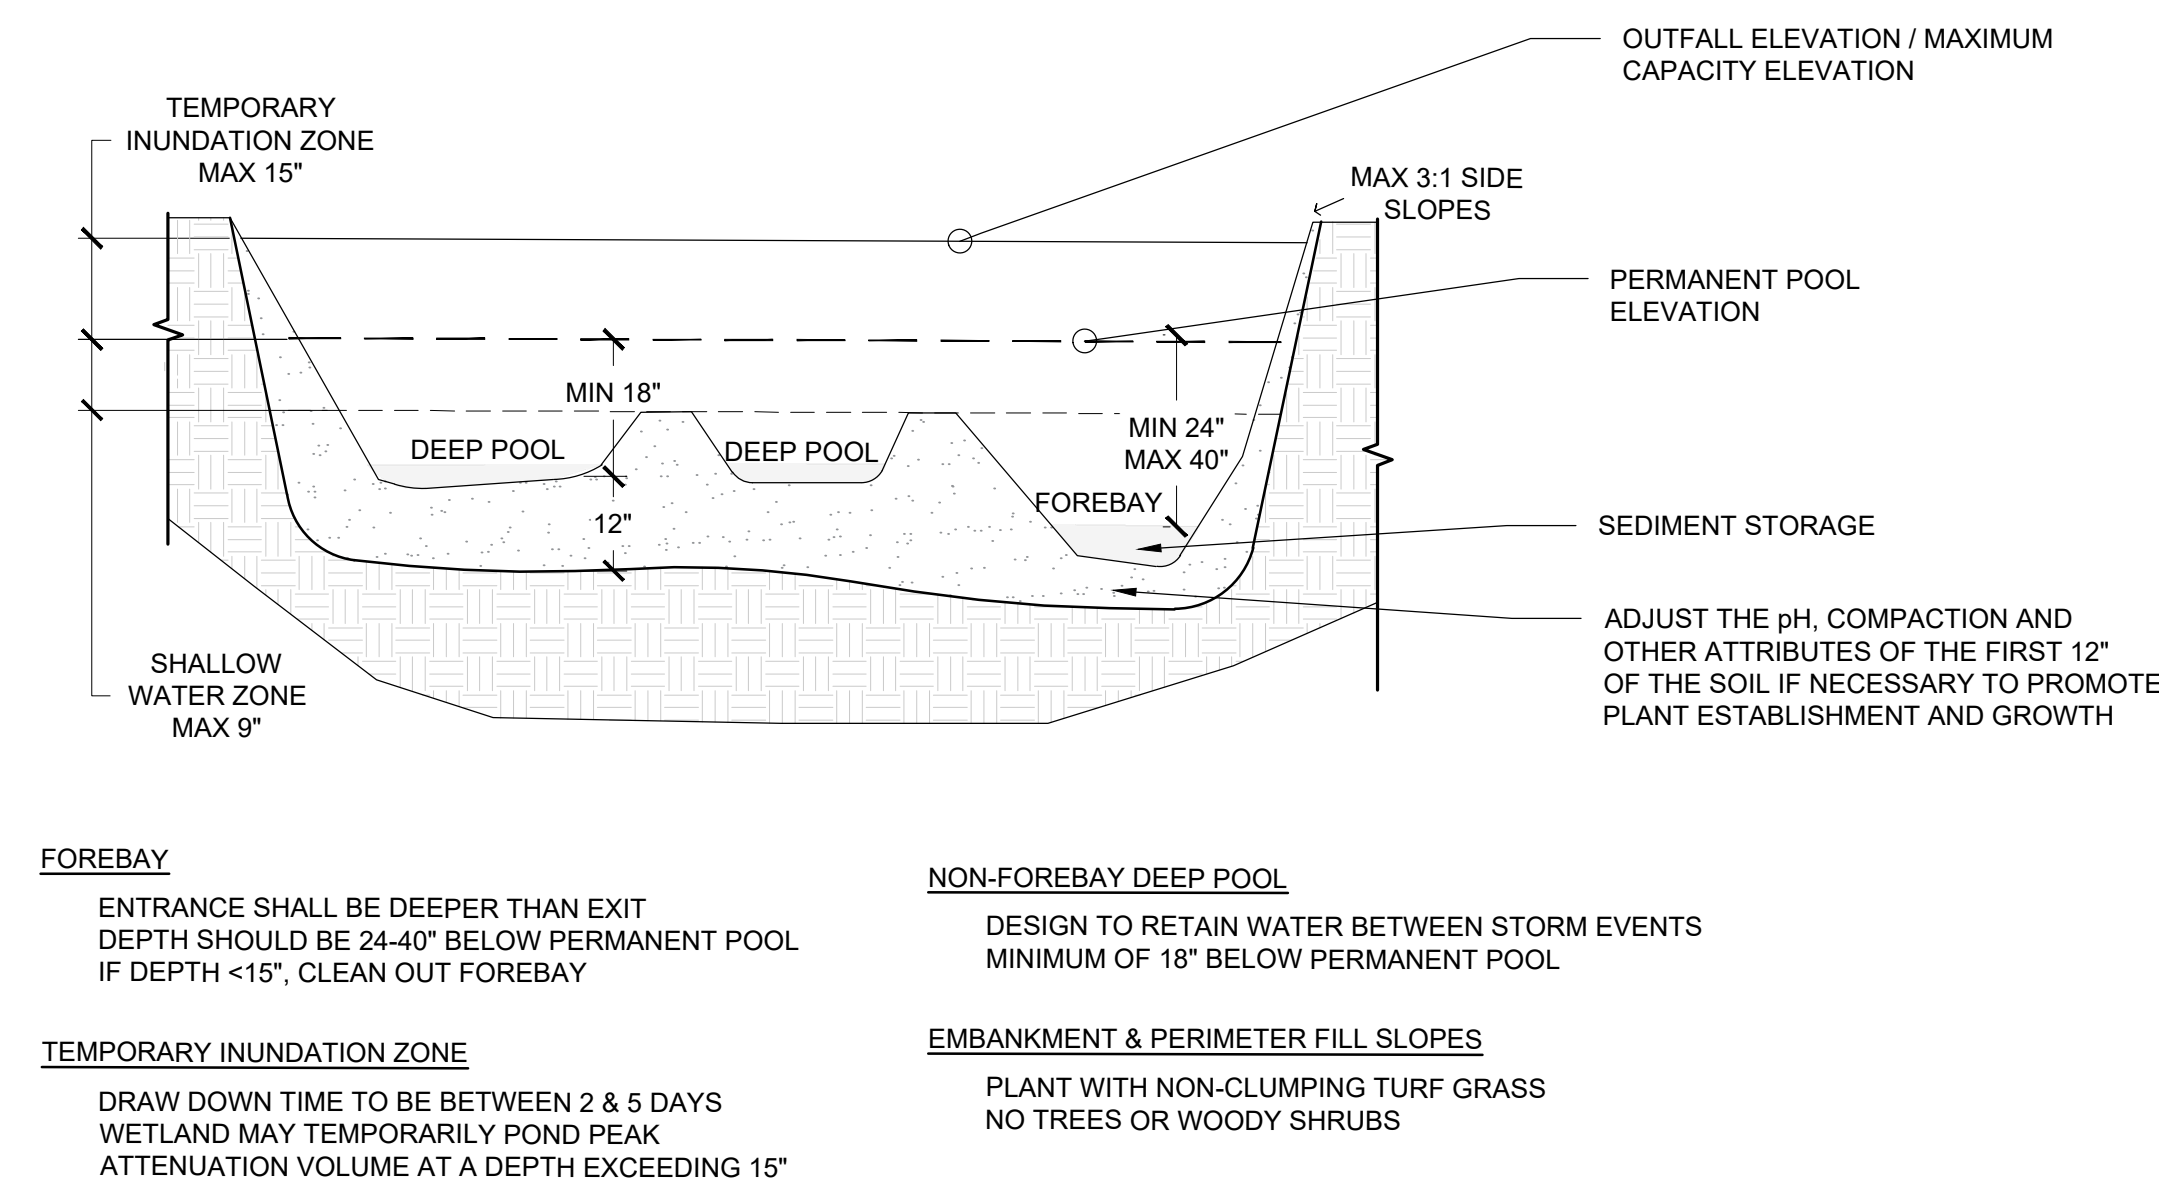 OUTFALL ELEVATION / MAXIMUM
CAPACITY ELEVATION
TEMPORARY
INUNDATION ZONE
MAX 15"
MAX 3:1 SIDE
SLOPES
PERMANENT POOL
ELEVATION
MIN 18"
DEEP POOL
DEEP POOL
MIN 24"
MAX 40"
FOREBAY
12"
SEDIMENT STORAGE
ADJUST THE pH, COMPACTION AND
OTHER ATTRIBUTES OF THE FIRST 12"
OF THE SOIL IF NECESSARY TO PROMOTE
PLANT ESTABLISHMENT AND GROWTH
SHALLOW
WATER ZONE
MAX 9"
FOREBAY
ENTRANCE SHALL BE DEEPER THAN EXIT
DEPTH SHOULD BE 24-40" BELOW PERMANENT POOL
IF DEPTH <15", CLEAN OUT FOREBAY
TEMPORARY INUNDATION ZONE
DRAW DOWN TIME TO BE BETWEEN 2 & 5 DAYS
WETLAND MAY TEMPORARILY POND PEAK
ATTENUATION VOLUME AT A DEPTH EXCEEDING 15"
NON-FOREBAY DEEP POOL
DESIGN TO RETAIN WATER BETWEEN STORM EVENTS
MINIMUM OF 18" BELOW PERMANENT POOL
EMBANKMENT & PERIMETER FILL SLOPES
PLANT WITH NON-CLUMPING TURF GRASS
NO TREES OR WOODY SHRUBS